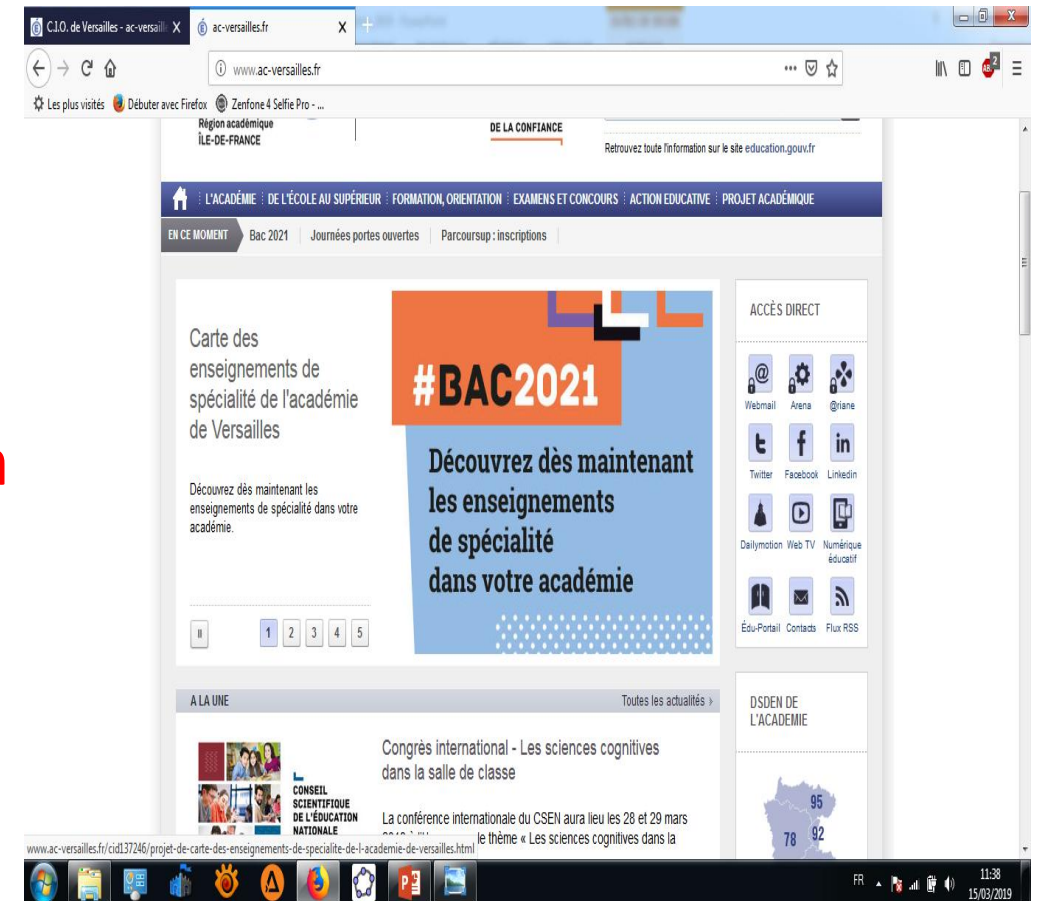 C.I.O. de Versailles - ac-versaill
ac-versailles.fr
www.ac-versailles.fr
2
Les plus visités
Débuter avec Firefox
Zenfone 4 Selfie Pro - ...
Région académique
ÎLE-DE-FRANCE
DE LA CONFIANCE
Retrouvez toute l'information sur le site education.gouv.fr
L'ACADÉMIE
DE L'ÉCOLE AU SUPÉRIEUR
FORMATION, ORIENTATION
EXAMENS ET CONCOURS
ACTION EDUCATIVE
PROJET ACADÉMIQUE
EN CE MOMENT
Bac 2021
Journées portes ouvertes
Parcoursup : inscriptions
Carte des
enseignements de
spécialité de l'académie
de Versailles
Découvrez dès maintenant les
enseignements de spécialité dans votre
académie.
1 2 3 4 5
#BAC2021
Découvrez dès maintenant
les enseignements
de spécialité
dans votre académie
ACCÈS DIRECT
Webmail Arena @riane
Twitter Facebook Linkedin
Dailymotion Web TV Numérique
éducatif
Édu-Portail Contacts Flux RSS
A LA UNE
Toutes les actualités ›
CONSEIL
SCIENTIFIQUE
DE L'ÉDUCATION
NATIONALE
Congrès international - Les sciences cognitives
dans la salle de classe
La conférence internationale du CSEN aura lieu les 28 et 29 mars
le thème « Les sciences cognitives dans la
DSDEN DE
L'ACADEMIE
95
78 92
www.ac-versailles.fr/cid137246/projet-de-carte-des-enseignements-de-specialite-de-l-academie-de-versailles.html
FR
11:38
15/03/2019